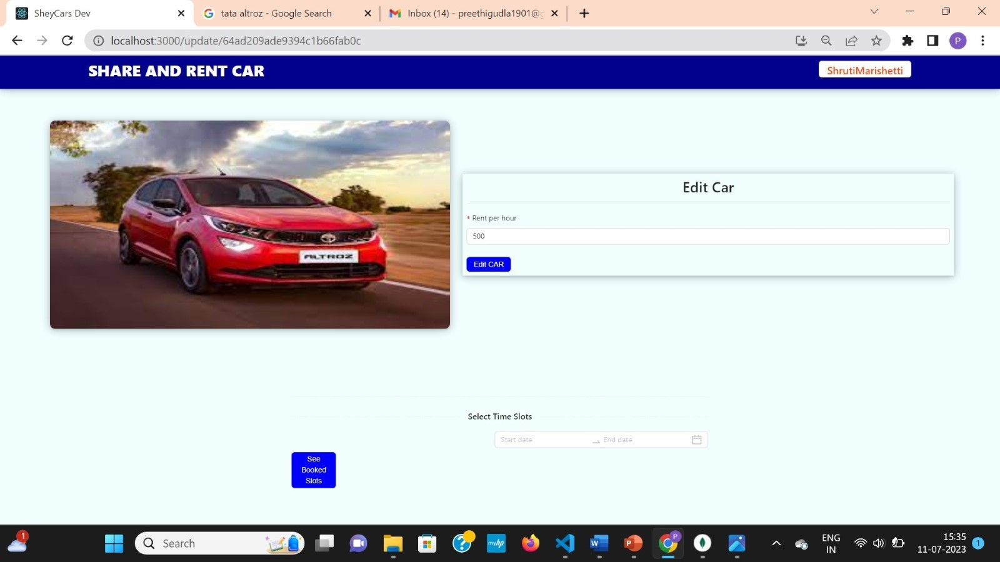 SheyCars Dev
tata altroz - Google Search
Inbox (14) - preethigudla1901@g
localhost:3000/update/64ad209ade9394c1b66fab0c
P
SHARE AND RENT CAR
ShrutiMarishetti
ALTROZ
Edit Car
* Rent per hour
500
Edit CAR
Select Time Slots
Start date
End date
See
Booked
Slots
1
Search
myhp
W
P
P
ENG
IN
15:35
11-07-2023
1